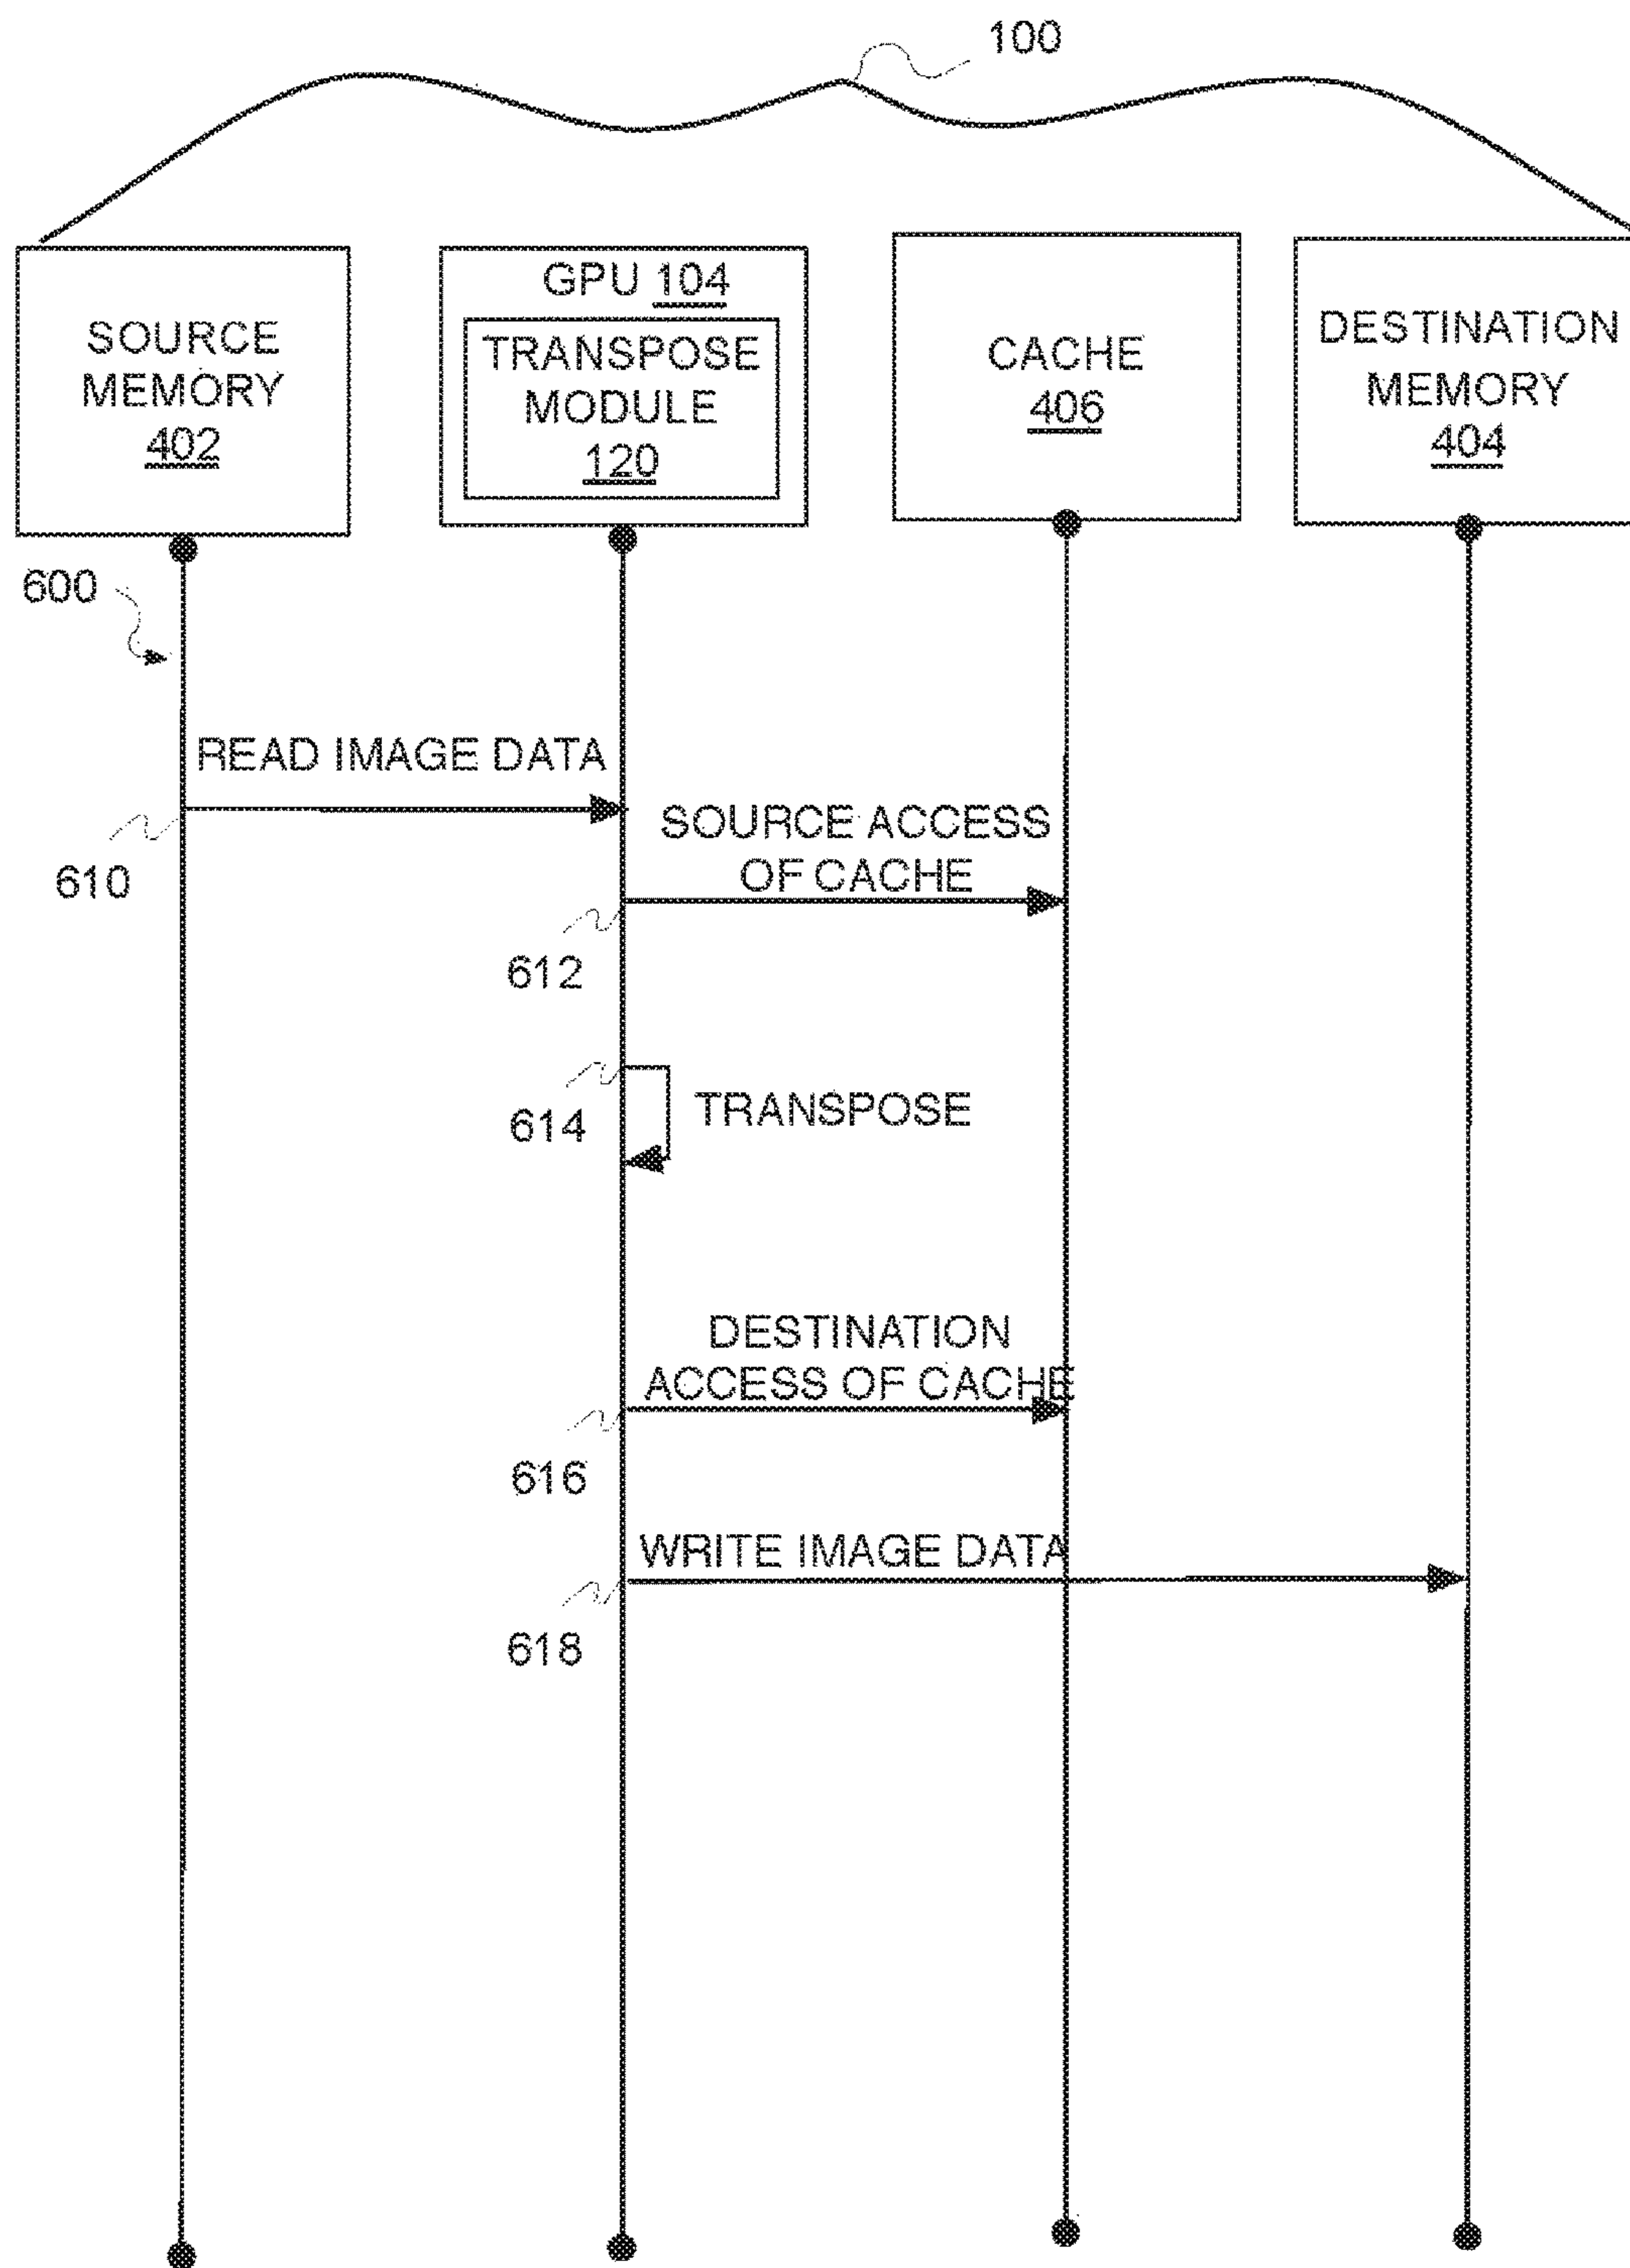 100
SOURCE
MEMORY
402
GPU 104
TRANSPOSE
MODULE
120
CACHE
406
DESTINATION
MEMORY
404
600
READ IMAGE DATA
610
SOURCE ACCESS
OF CACHE
612
614
TRANSPOSE
DESTINATION
ACCESS OF CACHE
616
WRITE IMAGE DATA
618